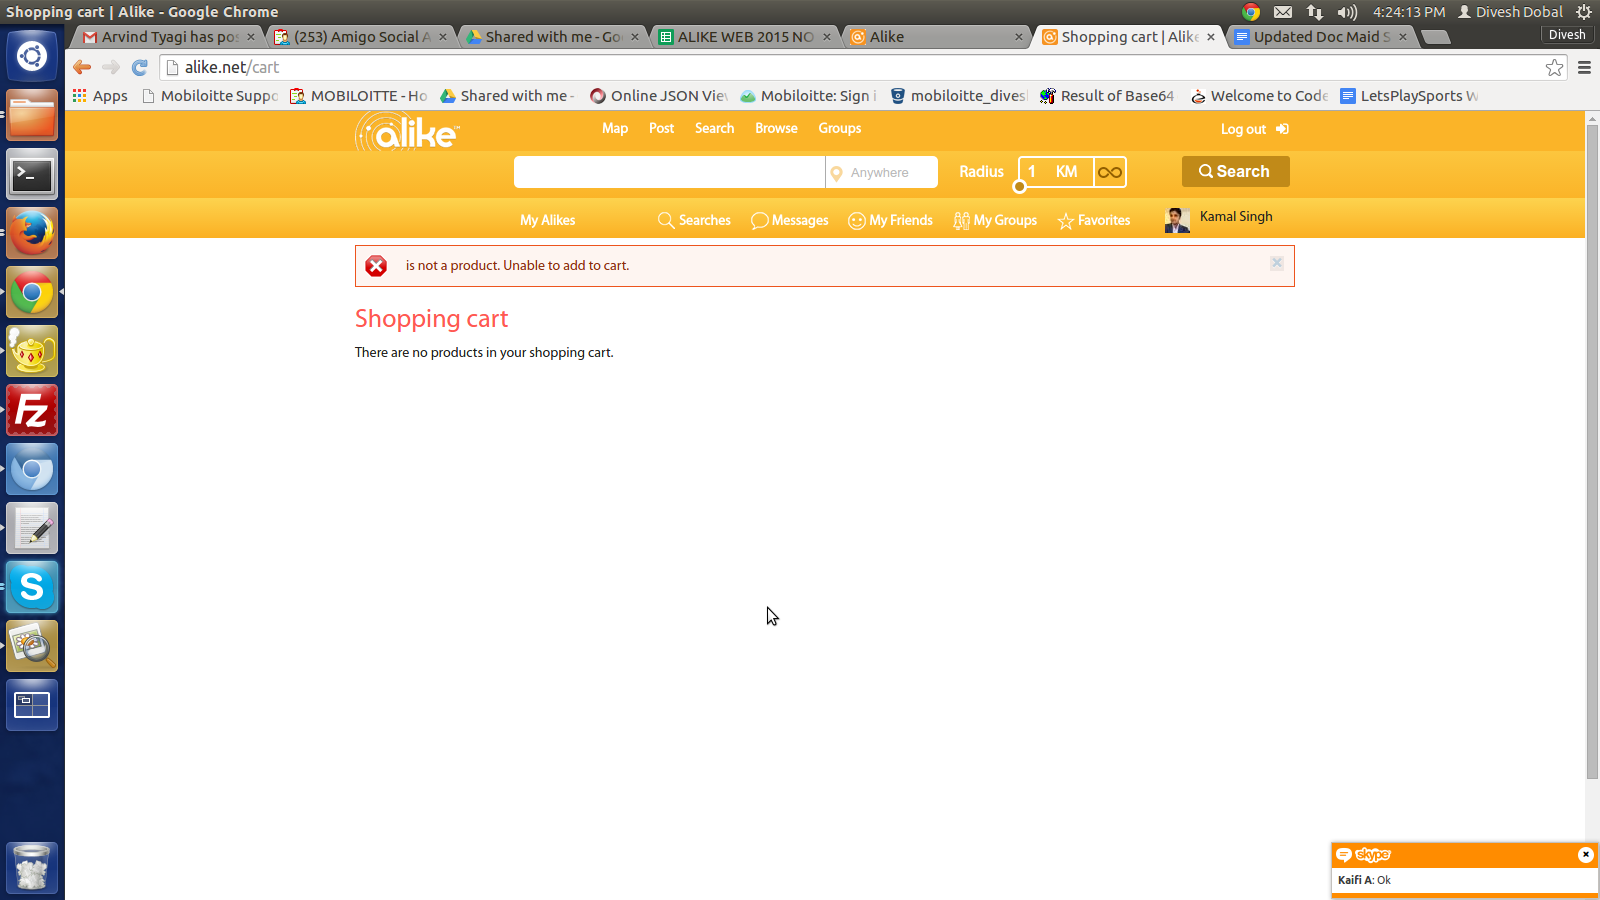 Shopping cart | Alike - Google Chrome
4:24:13 PM Divesh Dobal
Arvind Tyagi has pos
(253) Amigo Social A
Shared with me - Go
ALIKE WEB 2015 NO
Alike
Shopping cart | Alike
Updated Doc Maid S
Divesh
alike.net/cart
Apps
Mobiloitte Suppo
MOBILOITTE - Ho
Shared with me -
Online JSON Vie
Mobiloitte: Sign i
mobiloitte_dives
Result of Base64
Welcome to Code
LetsPlaySports W
alike
Map Post Search Browse Groups
Log out
Anywhere
Radius 1 KM
Search
My Alikes Searches Messages My Friends My Groups Favorites
Kamal Singh
is not a product. Unable to add to cart.
Shopping cart
There are no products in your shopping cart.
skype
Kaifi A: Ok